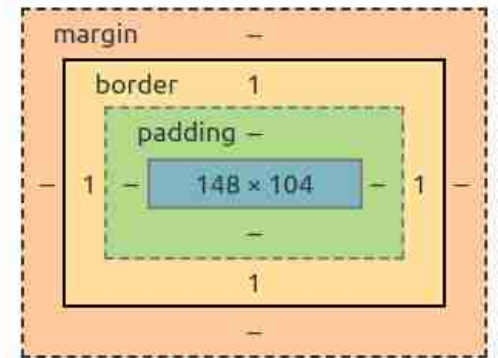 margin –
border 1
padding –
– 1 – 148 × 104 – 1 –
–
1
–